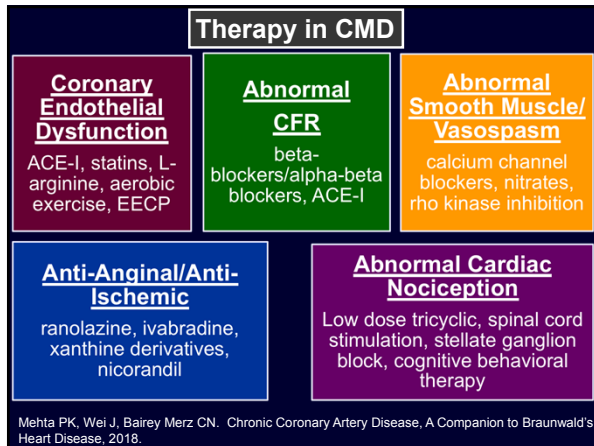 Therapy in CMD
Coronary
Endothelial
Dysfunction
ACE-I, statins, L-
arginine, aerobic
exercise, EECP
Abnormal
CFR
beta-
blockers/alpha-beta
blockers, ACE-I
Abnormal
Smooth Muscle/
Vasospasm
calcium channel
blockers, nitrates,
rho kinase inhibition
Anti-Anginal/Anti-
Ischemic
ranolazine, ivabradine,
xanthine derivatives,
nicorandil
Abnormal Cardiac
Nociception
Low dose tricyclic, spinal cord
stimulation, stellate ganglion
block, cognitive behavioral
therapy
Mehta PK, Wei J, Bairey Merz CN.  Chronic Coronary Artery Disease, A Companion to Braunwald’s
Heart Disease, 2018.